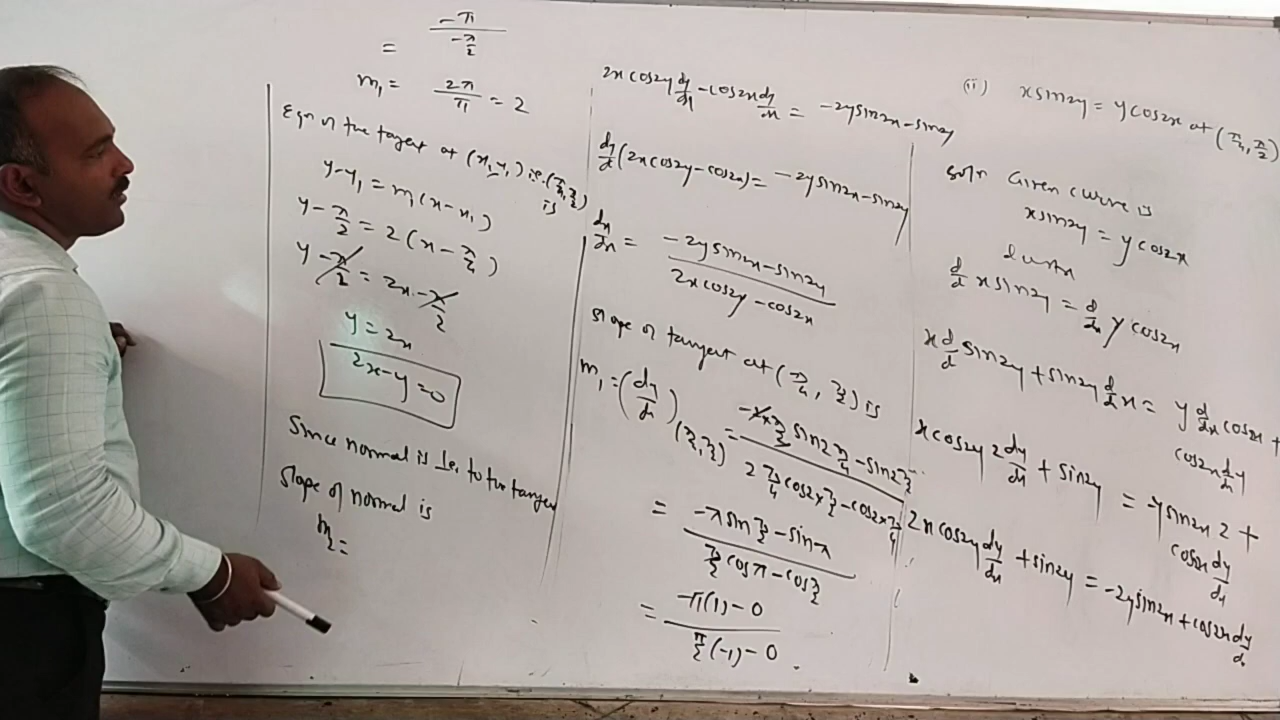 (ii) x sin2y = y cos2x at (π/4, π/2)
Soln Given curve is
x sin2y = y cos2x
d w r t x
d/dx x sin2y = d/dx y cos2x
x d/dx sin2y + sin2y d/dx x = y d/dx cos2x +
cos2x dy/dx
x cos2y 2 dy/dx + sin2y = -y sin2x 2 +
cos2x dy/dx
2x cos2y dy/dx + sin2y = -2y sin2x + cos2x dy/dx
2x cos2y dy/dx - cos2x dy/dx = -2y sin2x - sin2y
dy/dx (2x cos2y - cos2x) = -2y sin2x - sin2y
dy/dx = (-2y sin2x - sin2y) / (2x cos2y - cos2x)
Slope of tangent at (π/4, π/2) is
m₁ = (dy/dx) (π/4, π/2) = (-2×π/2 sin2 π/4 - sin2 π/2) / (2 π/4 cos2×π/2 - cos2×π/4)
= (-π sin π/2 - sin π) / (π/2 cos π - cos π/2)
= (-π(1) - 0) / (π/2 (-1) - 0)
= -π / (-π/2)
m₁ = 2π/π = 2
Eqn of the tangent at (x₁, y₁) i.e. (π/4, π/2)
is
y - y₁ = m₁(x - x₁)
y - π/2 = 2(x - π/4)
y - π/2 = 2x - π/2
y = 2x
2x - y = 0
Since normal is ⊥er to the tangent
Slope of normal is
m₂ =